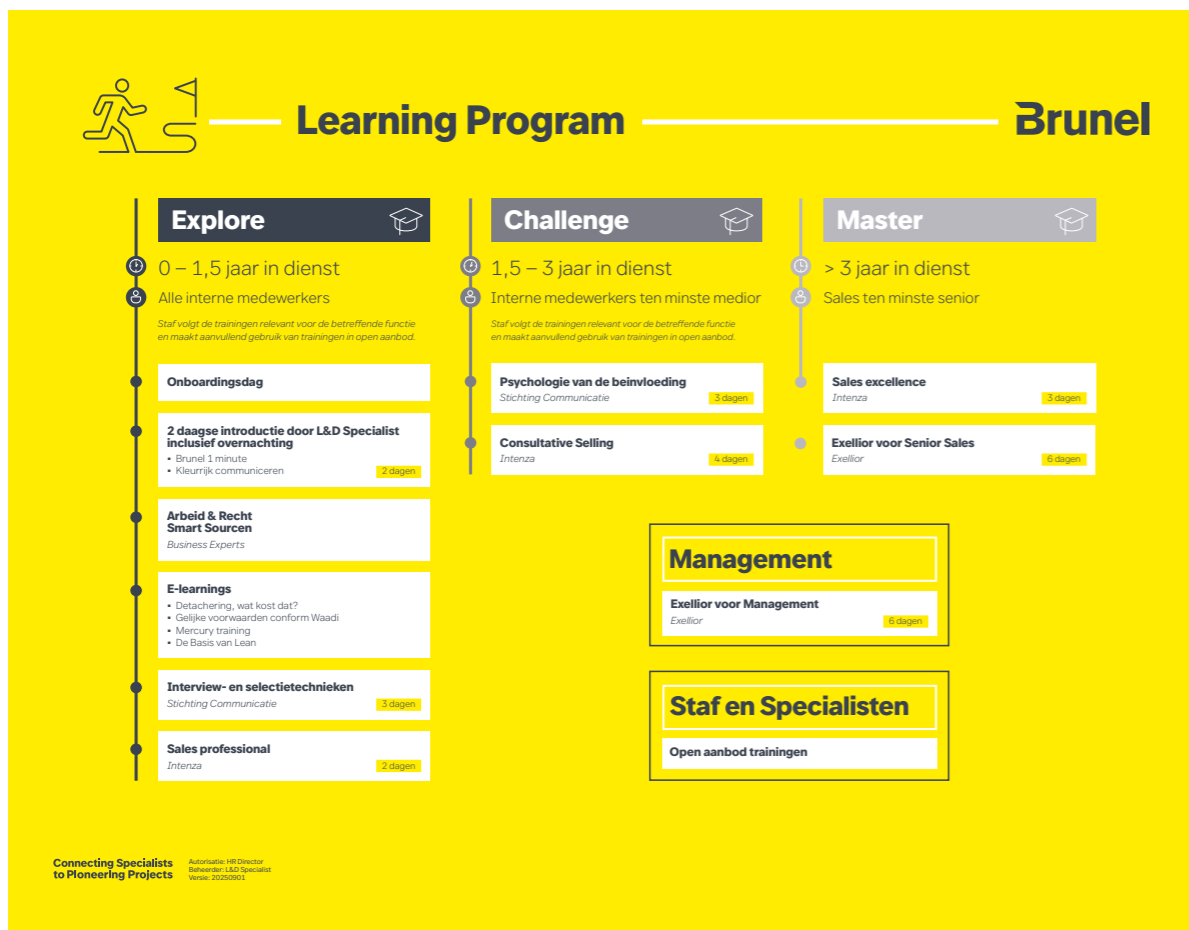 Learning Program
Brunel
Explore
0 – 1,5 jaar in dienst
Alle interne medewerkers
Staf volgt de trainingen relevant voor de betreffende functie
en maakt aanvullend gebruik van trainingen in open aanbod.
Onboardingsdag
2 daagse introductie door L&D Specialist
inclusief overnachting
▪ Brunel 1 minute
▪ Kleurrijk communiceren
2 dagen
Arbeid & Recht
Smart Sourcen
Business Experts
E-learnings
▪ Detachering, wat kost dat?
▪ Gelijke voorwaarden conform Waadi
▪ Mercury training
▪ De Basis van Lean
Interview- en selectietechnieken
Stichting Communicatie
3 dagen
Sales professional
Intenza
2 dagen
Challenge
1,5 – 3 jaar in dienst
Interne medewerkers ten minste medior
Staf volgt de trainingen relevant voor de betreffende functie
en maakt aanvullend gebruik van trainingen in open aanbod.
Psychologie van de beinvloeding
Stichting Communicatie
3 dagen
Consultative Selling
Intenza
4 dagen
Master
> 3 jaar in dienst
Sales ten minste senior
Sales excellence
Intenza
3 dagen
Exellior voor Senior Sales
Exellior
6 dagen
Management
Exellior voor Management
Exellior
6 dagen
Staf en Specialisten
Open aanbod trainingen
Connecting Specialists
to Pioneering Projects
Autorisatie: HR Director
Beheerder: L&D Specialist
Versie: 20250901